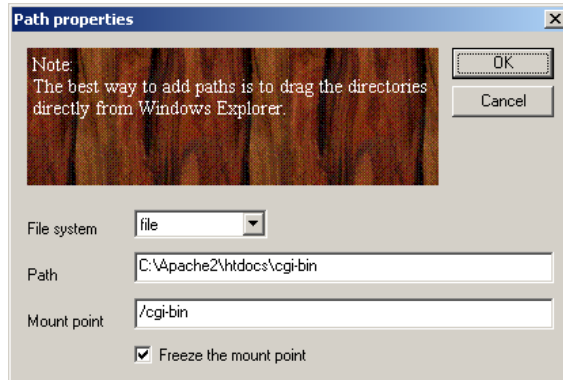 Path properties
Note:
The best way to add paths is to drag the directories
directly from Windows Explorer.
OK
Cancel
File system
file
Path
C:\Apache2\htdocs\cgi-bin
Mount point
/cgi-bin
Freeze the mount point